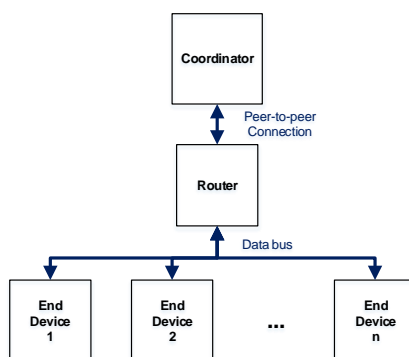 Coordinator
Peer-to-peer
Connection
Router
Data bus
End
Device
1
End
Device
2
...
End
Device
n